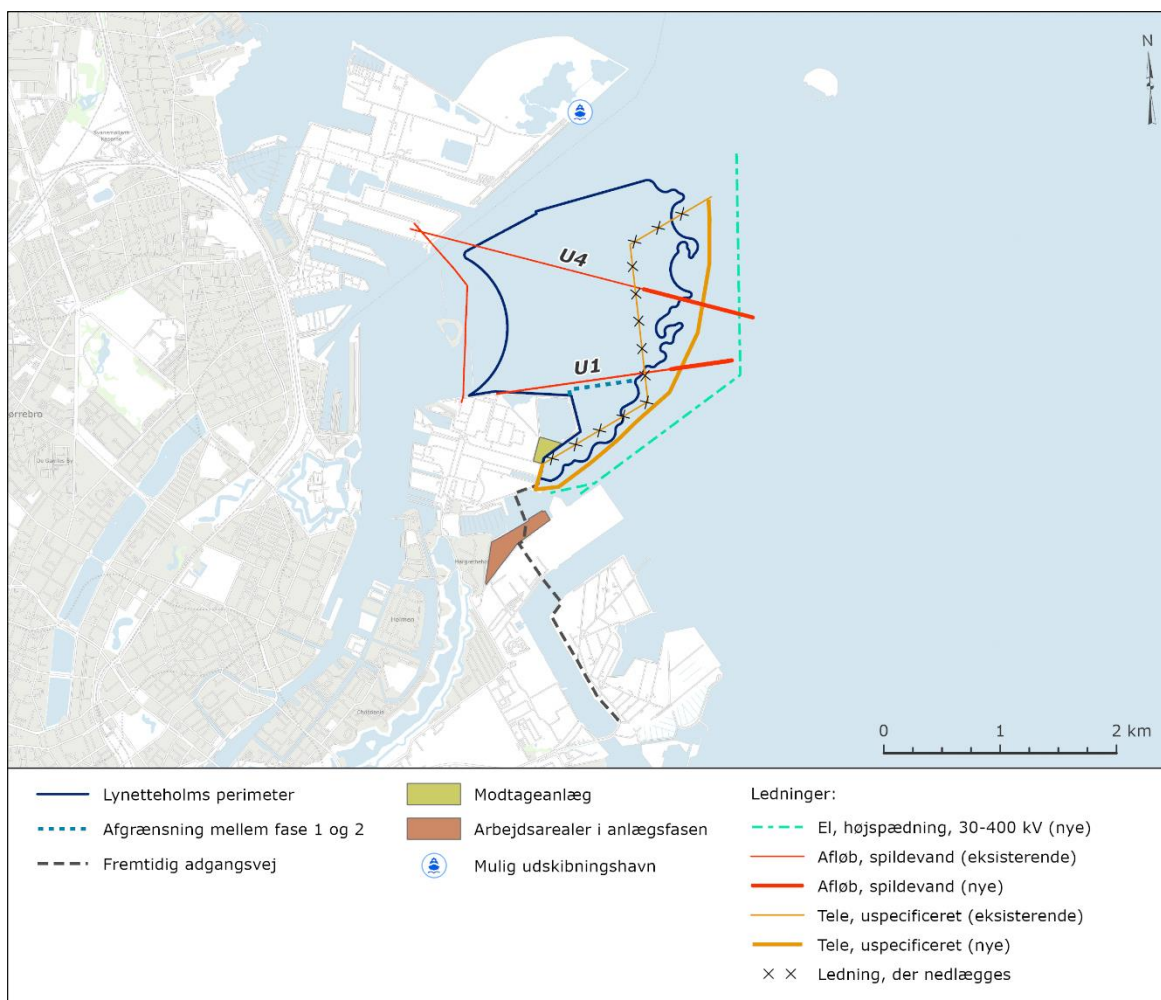 N
U4
U1
ørrebro
Holmen
0 1 2 km
Lynetteholms perimeter
Afgrænsning mellem fase 1 og 2
Fremtidig adgangsvej
Modtageanlæg
Arbejdsarealer i anlægsfasen
Mulig udskibningshavn
Ledninger:
El, højspædning, 30-400 kV (nye)
Afløb, spildevand (eksisterende)
Afløb, spildevand (nye)
Tele, uspecificeret (eksisterende)
Tele, uspecificeret (nye)
Ledning, der nedlægges